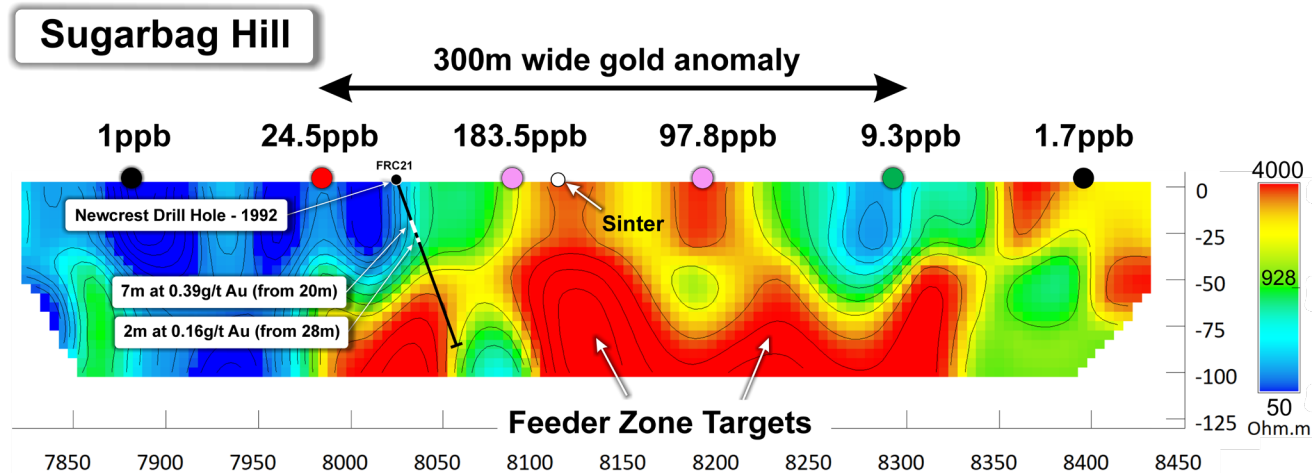 Sugarbag Hill
300m wide gold anomaly
1ppb 24.5ppb 183.5ppb 97.8ppb 9.3ppb 1.7ppb
FRC21
4000
Newcrest Drill Hole - 1992
Sinter
7m at 0.39g/t Au (from 20m)
2m at 0.16g/t Au (from 28m)
0
-25
-50
-75
-100
-125
928
50
Ohm.m
Feeder Zone Targets
7850 7900 7950 8000 8050 8100 8150 8200 8250 8300 8350 8400 8450